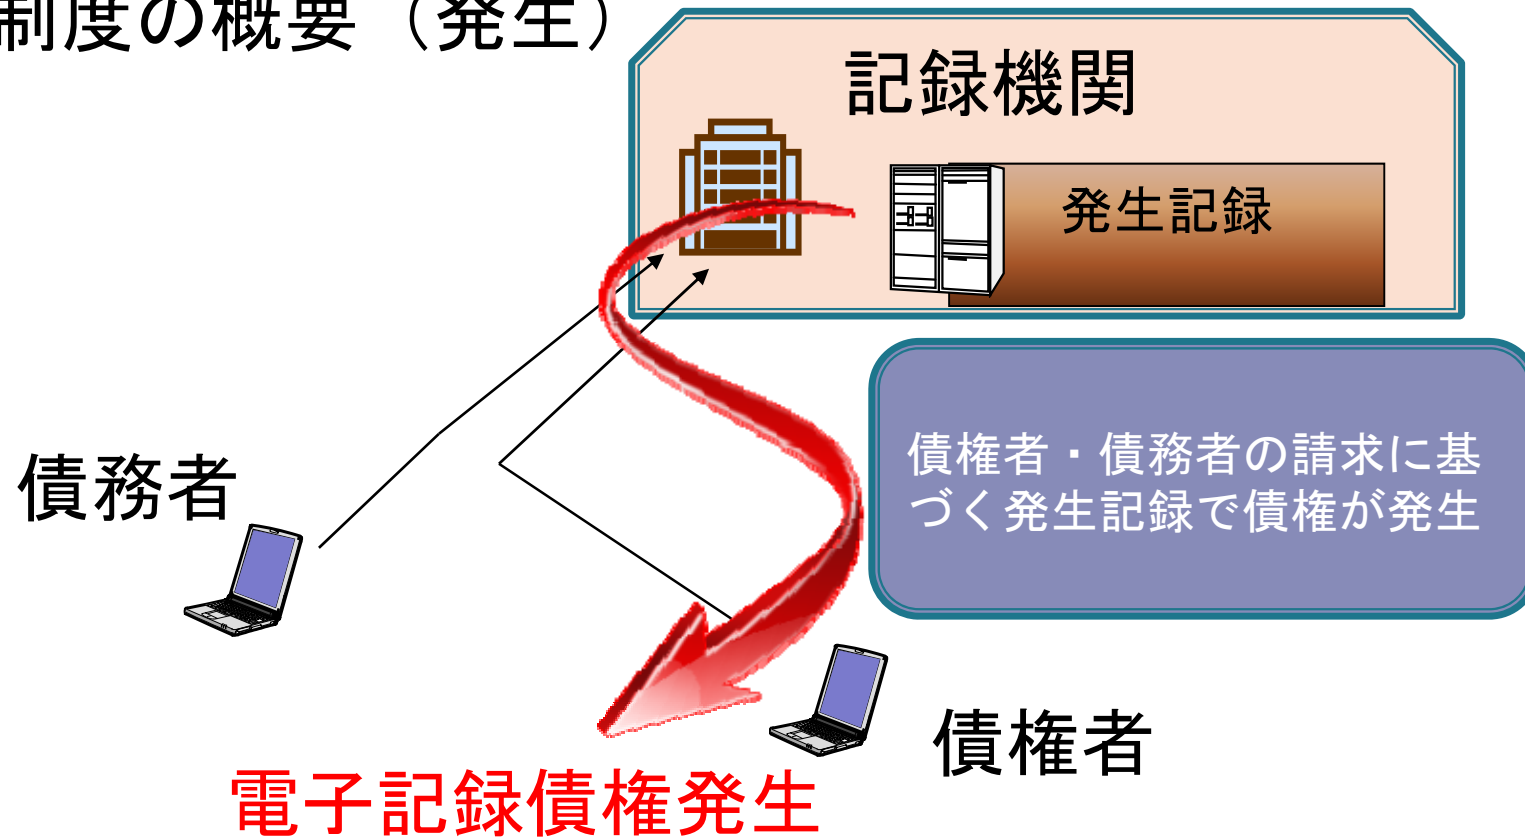 制度の概要（発生）
記録機関
発生記録
債権者・債務者の請求に基
づく発生記録で債権が発生
債務者
債権者
電子記録債権発生